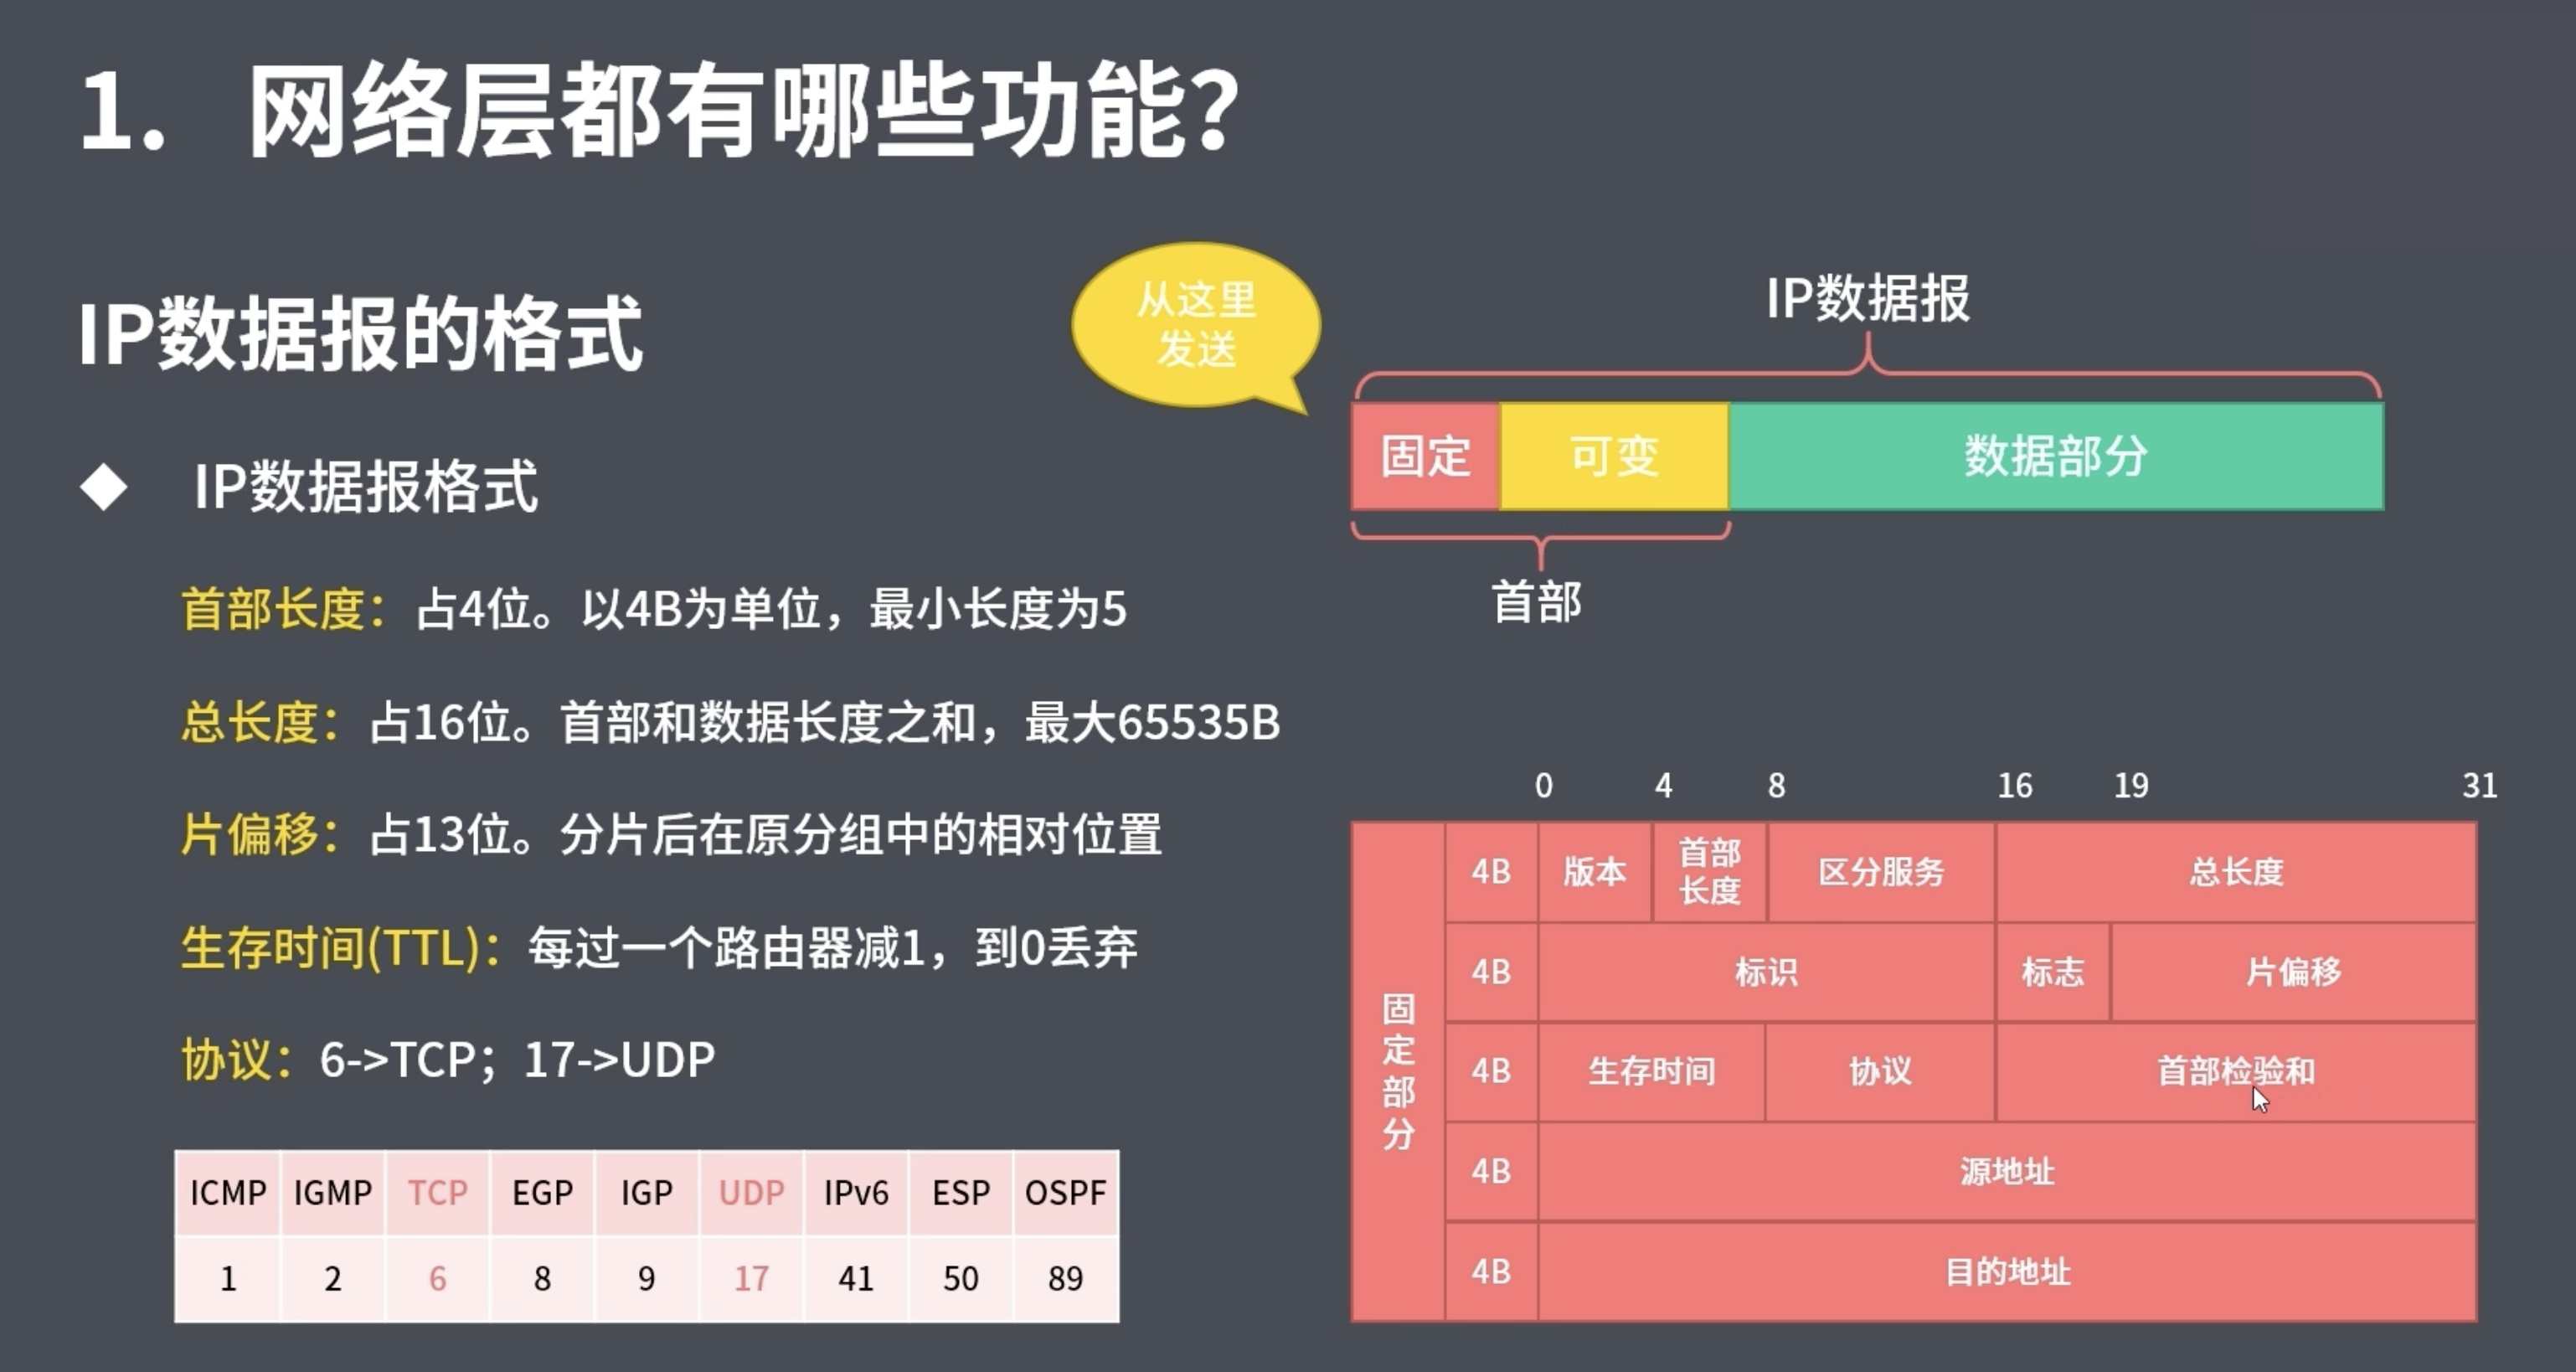 1. 网络层都有哪些功能？
IP数据报的格式
◆ IP数据报格式
首部长度：占4位。以4B为单位，最小长度为5
总长度：占16位。首部和数据长度之和，最大65535B
片偏移：占13位。分片后在原分组中的相对位置
生存时间(TTL)：每过一个路由器减1，到0丢弃
协议：6->TCP；17->UDP
ICMP IGMP TCP EGP IGP UDP IPv6 ESP OSPF
1 2 6 8 9 17 41 50 89
从这里
发送
IP数据报
固定 可变 数据部分
首部
0 4 8 16 19 31
固定部分
4B 版本 首部长度 区分服务 总长度
4B 标识 标志 片偏移
4B 生存时间 协议 首部检验和
4B 源地址
4B 目的地址